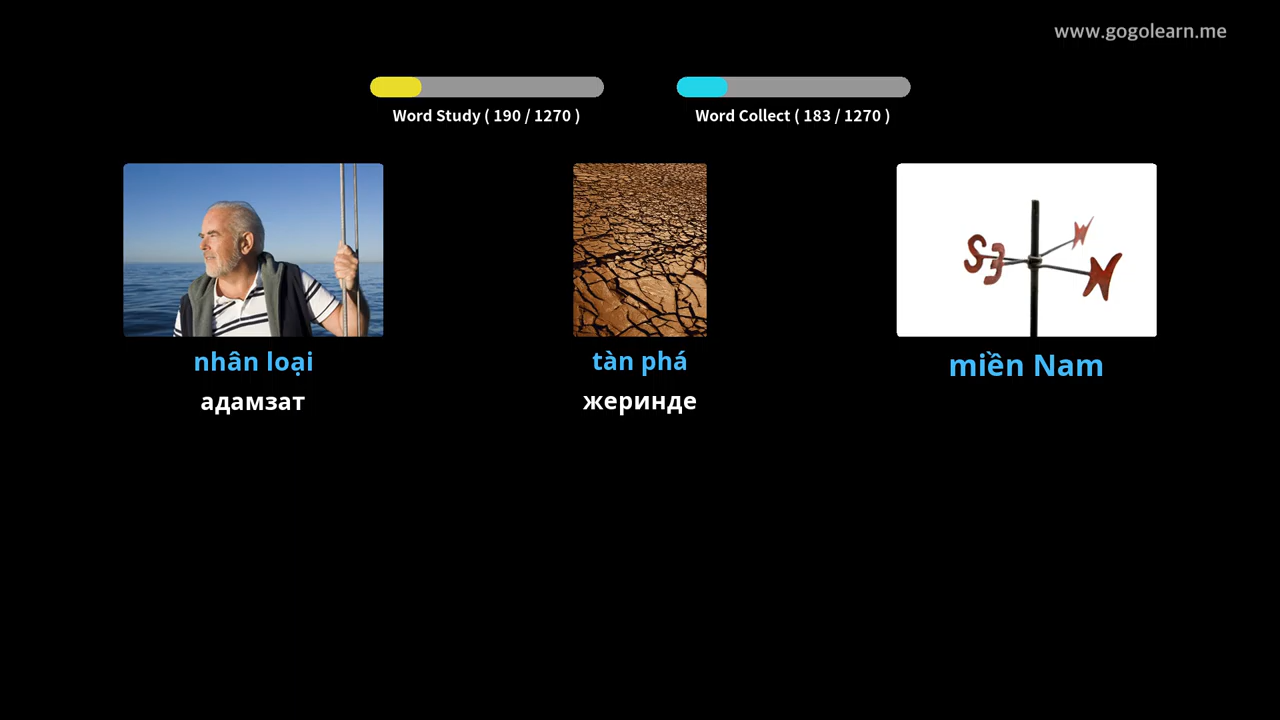 www.gogolearn.me
Word Study ( 190 / 1270 )
Word Collect ( 183 / 1270 )
S
W
E
N
nhân loại
tàn phá
miền Nam
адамзат
жеринде